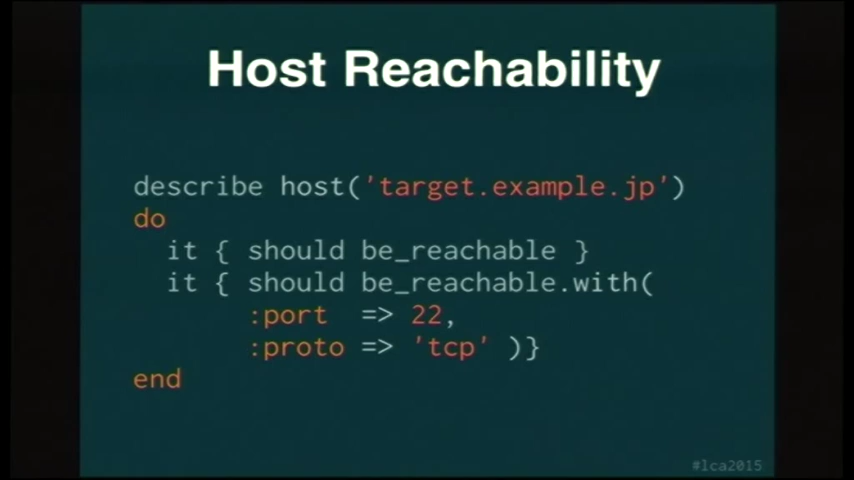 Host Reachability
describe host('target.example.jp')
do
  it { should be_reachable }
  it { should be_reachable.with(
       :port  => 22,
       :proto => 'tcp' )}
end
#lca2015